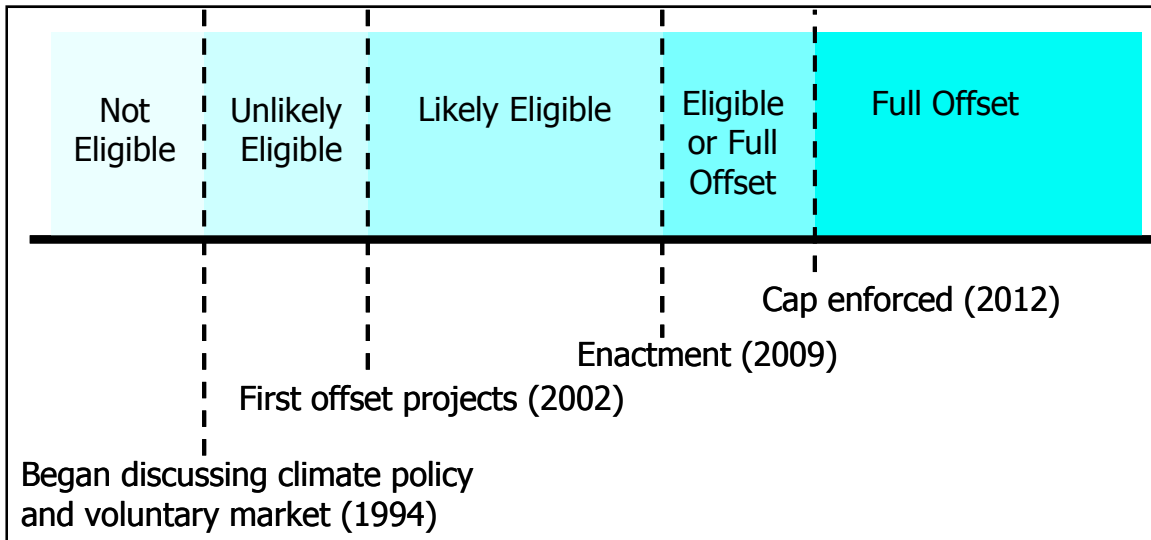 Not
Eligible
Unlikely
Eligible
Likely Eligible
Eligible
or Full
Offset
Full Offset
Cap enforced (2012)
Enactment (2009)
First offset projects (2002)
Began discussing climate policy
and voluntary market (1994)